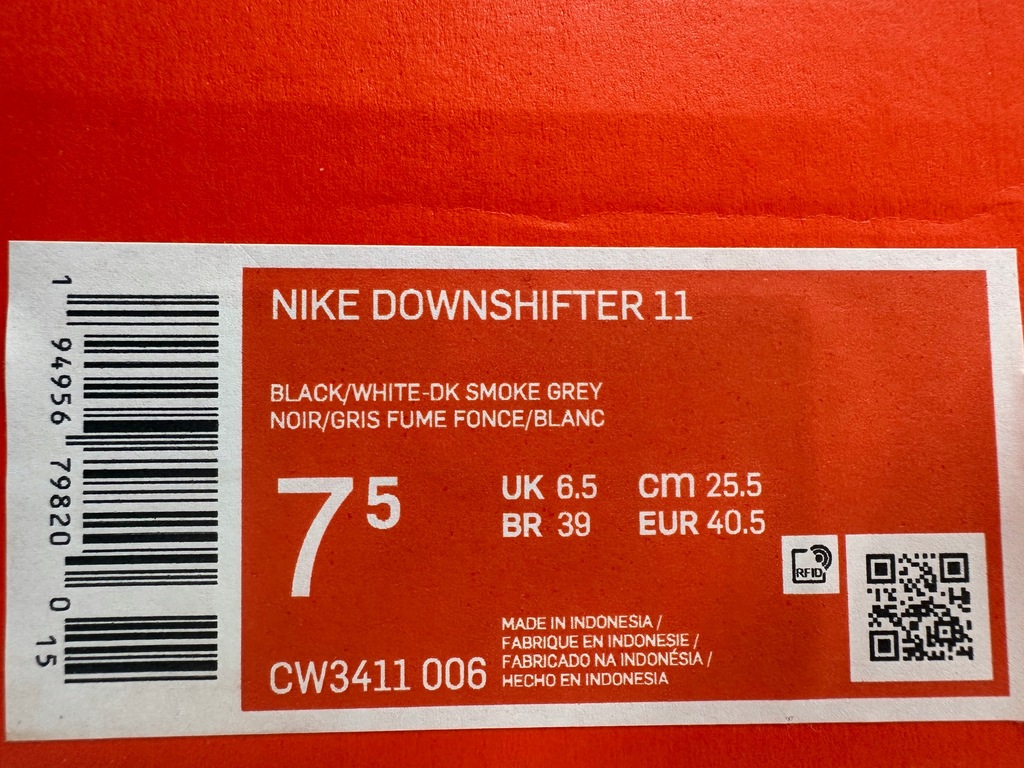 NIKE DOWNSHIFTER 11
BLACK/WHITE-DK SMOKE GREY
NOIR/GRIS FUME FONCE/BLANC
7 5
UK 6.5 cm 25.5
BR 39 EUR 40.5
RFID
MADE IN INDONESIA /
FABRIQUE EN INDONESIE /
FABRICADO NA INDONÉSIA /
HECHO EN INDONESIA
CW3411 006
1 94956 79820 0 15